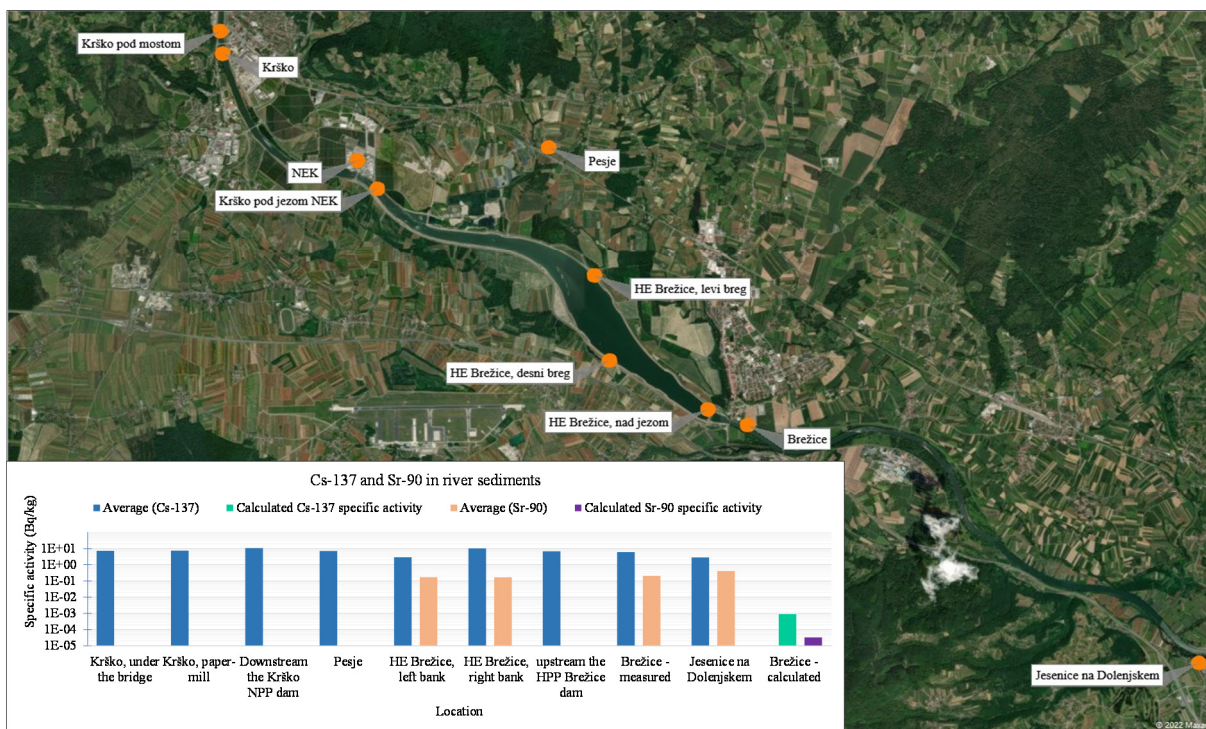 Krško pod mostom
Krško
NEK
Pesje
Krško pod jezom NEK
HE Brežice, levi breg
HE Brežice, desni breg
HE Brežice, nad jezom
Brežice
Jesenice na Dolenjskem
Cs-137 and Sr-90 in river sediments
Average (Cs-137) Calculated Cs-137 specific activity Average (Sr-90) Calculated Sr-90 specific activity
Specific activity (Bq/kg)
1E+01
1E+00
1E-01
1E-02
1E-03
1E-04
1E-05
Krško, under
the bridge
Krško, paper-
mill
Downstream
the Krško
NPP dam
Pesje
HE Brežice,
left bank
HE Brežice,
right bank
upstream the
HPP Brežice
dam
Brežice -
measured
Jesenice na
Dolenjskem
Brežice -
calculated
Location
© 2022 Maxar